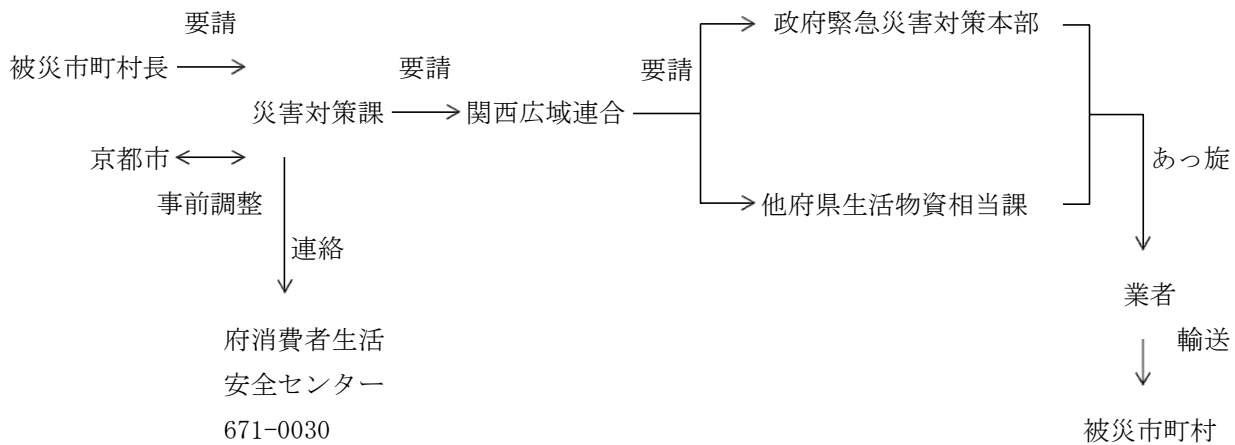 要請
被災市町村長
災害対策課
京都市
事前調整
連絡
府消費者生活
安全センター
671-0030
要請
関西広域連合
要請
政府緊急災害対策本部
他府県生活物資相当課
あっ旋
業者
輸送
被災市町村